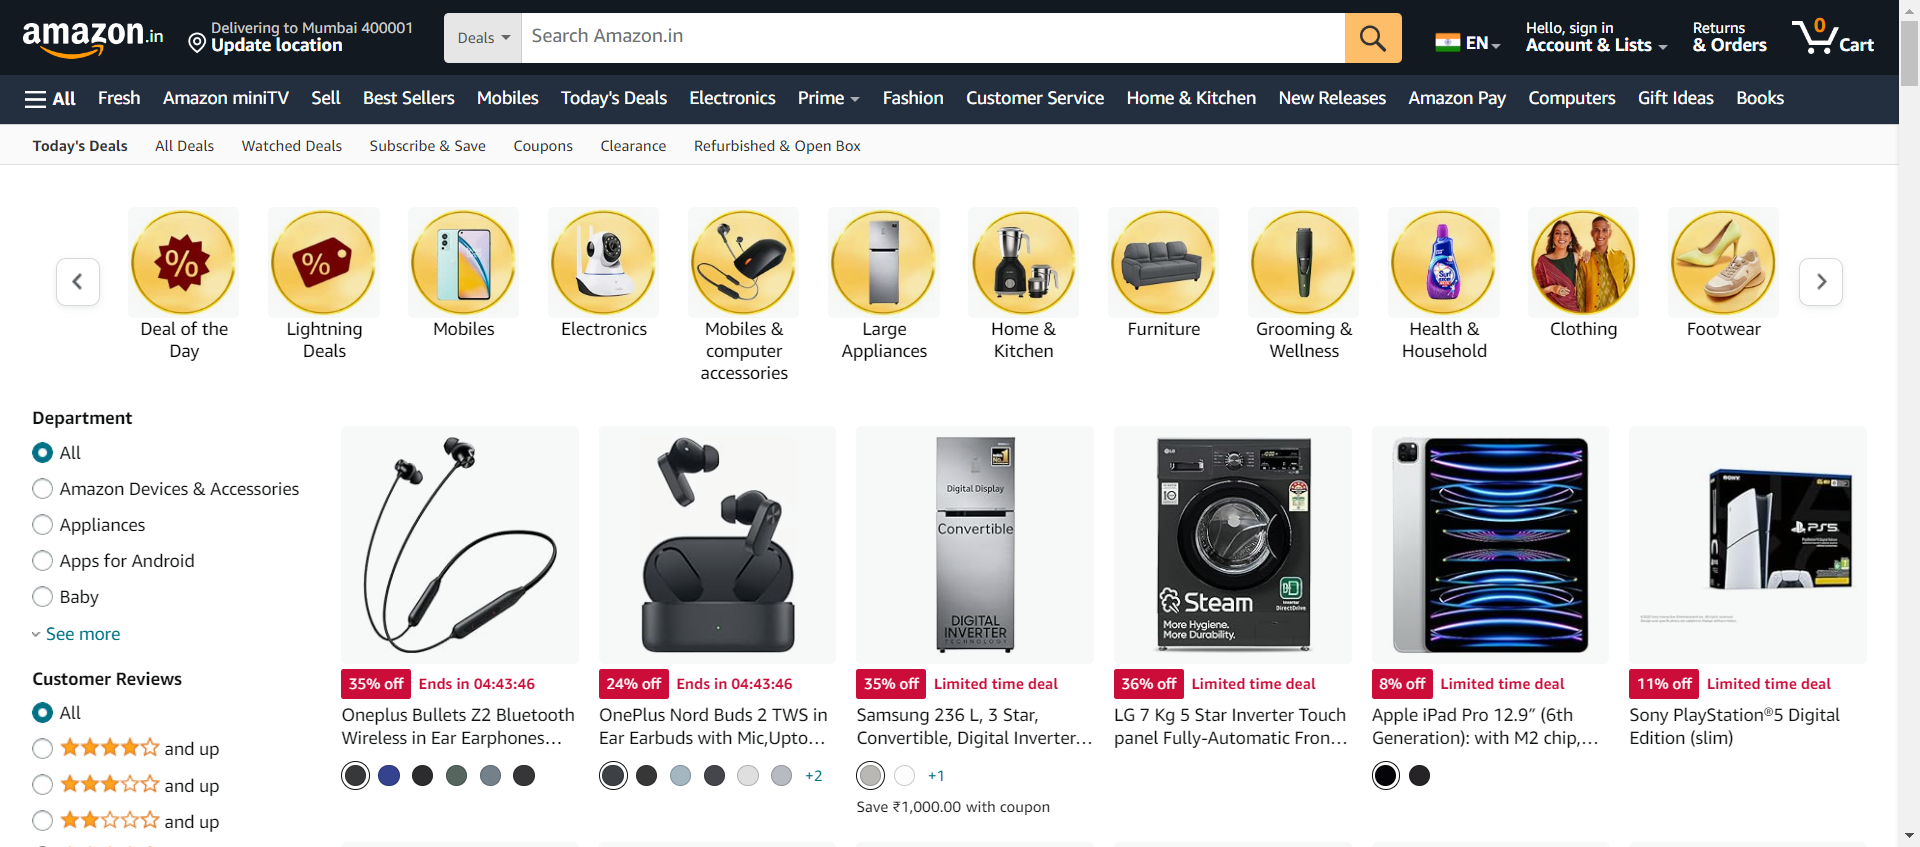 amazon.in
Delivering to Mumbai 400001
Update location
Deals
Search Amazon.in
EN
Hello, sign in
Account & Lists
Returns
& Orders
0
Cart
All
Fresh
Amazon miniTV
Sell
Best Sellers
Mobiles
Today's Deals
Electronics
Prime
Fashion
Customer Service
Home & Kitchen
New Releases
Amazon Pay
Computers
Gift Ideas
Books
Today's Deals
All Deals
Watched Deals
Subscribe & Save
Coupons
Clearance
Refurbished & Open Box
%
%
Surf
Deal of the
Day
Lightning
Deals
Mobiles
Electronics
Mobiles &
computer
accessories
Large
Appliances
Home &
Kitchen
Furniture
Grooming &
Wellness
Health &
Household
Clothing
Footwear
Department
All
Amazon Devices & Accessories
Appliances
Apps for Android
Baby
See more
Customer Reviews
All
and up
and up
and up
35% off
Ends in 04:43:46
Oneplus Bullets Z2 Bluetooth
Wireless in Ear Earphones...
24% off
Ends in 04:43:46
OnePlus Nord Buds 2 TWS in
Ear Earbuds with Mic,Upto...
+2
No.1
Digital Display
Convertible
DIGITAL
INVERTER
TECHNOLOGY
35% off
Limited time deal
Samsung 236 L, 3 Star,
Convertible, Digital Inverter...
+1
Save ₹1,000.00 with coupon
LG
10
Steam
More Hygiene.
More Durability.
Inverter
DirectDrive
36% off
Limited time deal
LG 7 Kg 5 Star Inverter Touch
panel Fully-Automatic Fron...
8% off
Limited time deal
Apple iPad Pro 12.9″ (6th
Generation): with M2 chip,...
SONY
PS5
11% off
Limited time deal
Sony PlayStation®5 Digital
Edition (slim)